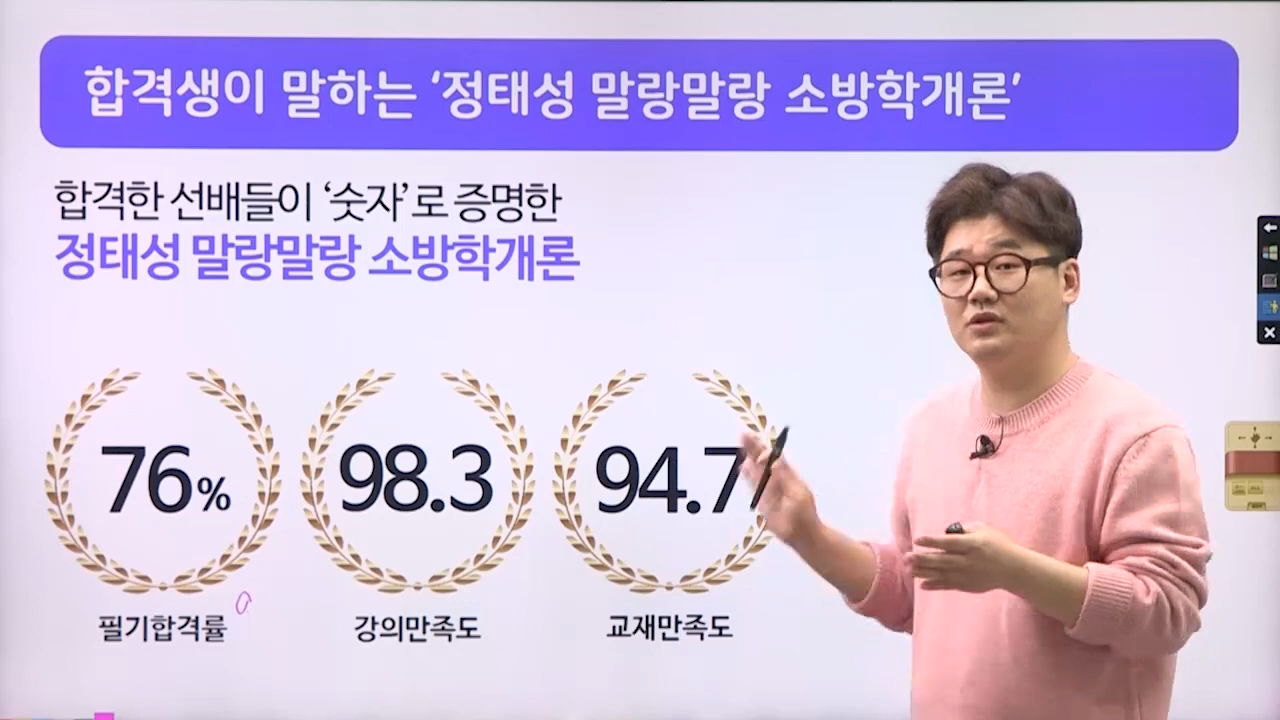 합격생이 말하는 ‘정태성 말랑말랑 소방학개론’
합격한 선배들이 ‘숫자’로 증명한
정태성 말랑말랑 소방학개론
76%
98.3
94.7
필기합격률
강의만족도
교재만족도